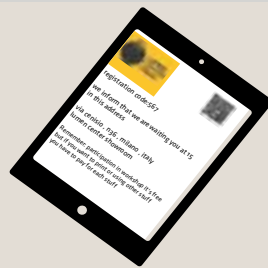 registration code:567
we inform that we are waiting you at 15
in this address
via cenisio . n36 . milano . italy
lumen center showroom
Remember, participation in workshop it's free
but if you want to print or using other stuff
you have to pay for each stuff